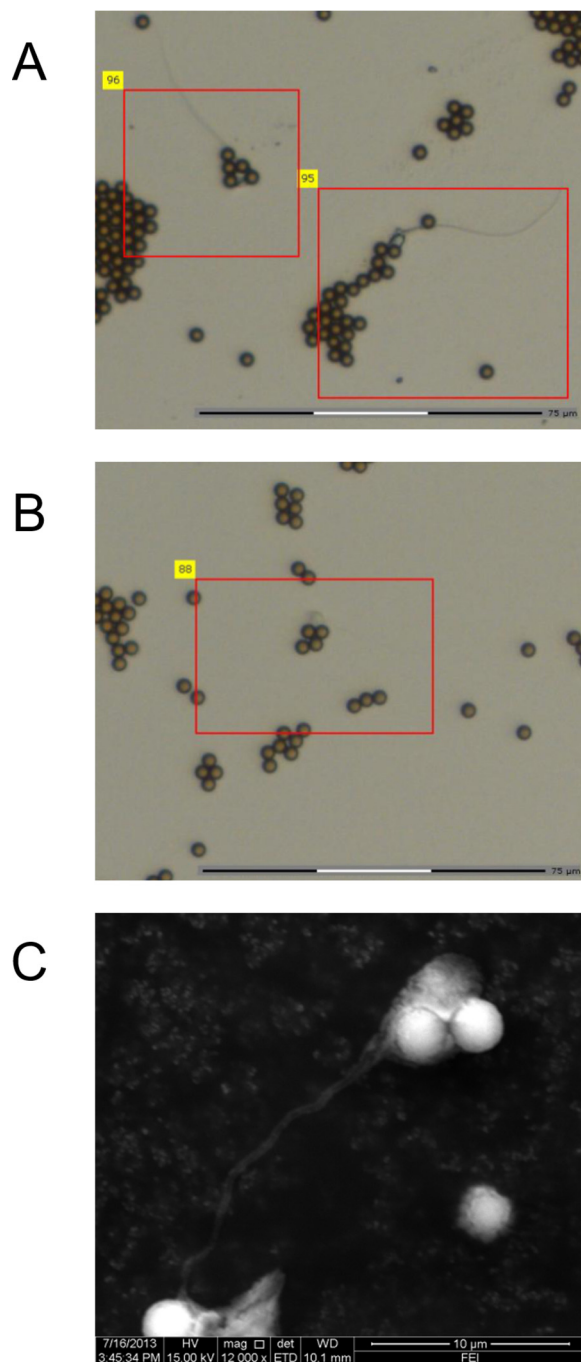 A
96
95
75 µm
B
88
75 µm
C
7/16/2013 HV mag □ det WD 10 µm
3:45:34 PM 15.00 kV 12 000 x ETD 10.1 mm FEI